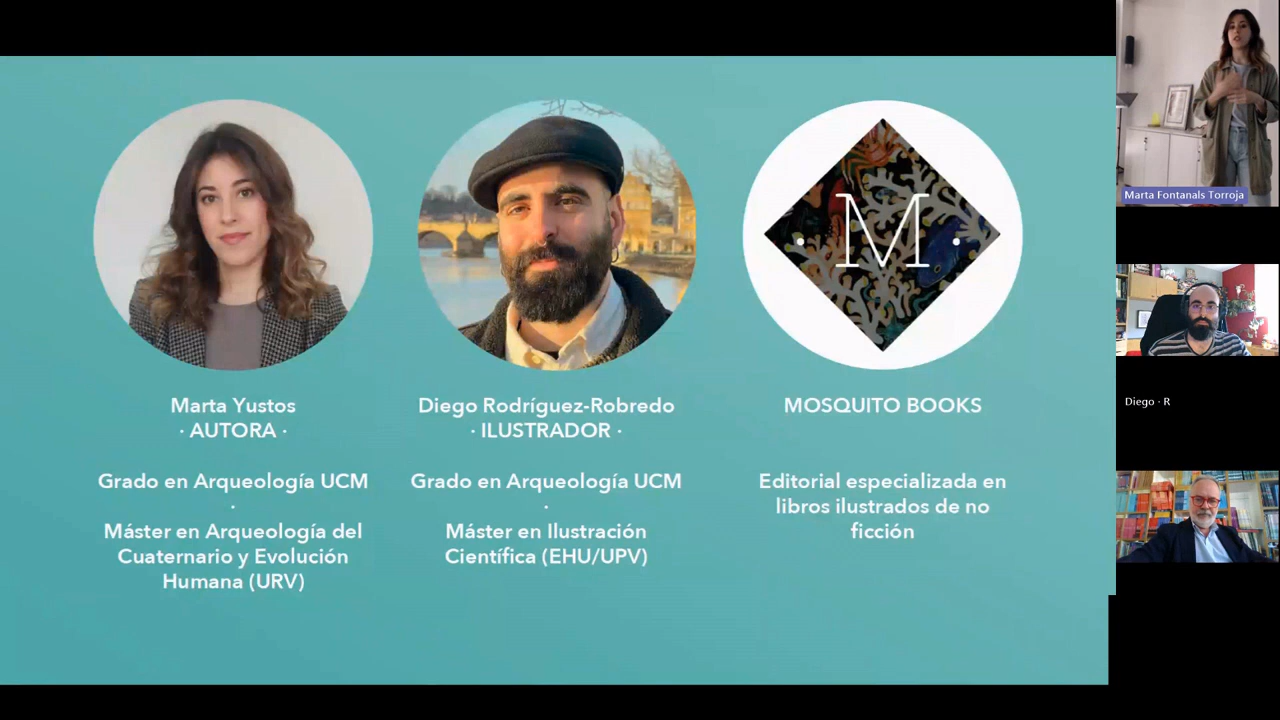 M
Marta Yustos
· AUTORA ·
Grado en Arqueología UCM
·
Máster en Arqueología del
Cuaternario y Evolución
Humana (URV)
Diego Rodríguez-Robredo
· ILUSTRADOR ·
Grado en Arqueología UCM
·
Máster en Ilustración
Científica (EHU/UPV)
MOSQUITO BOOKS
Editorial especializada en
libros ilustrados de no
ficción
Marta Fontanals Torroja
Diego · R